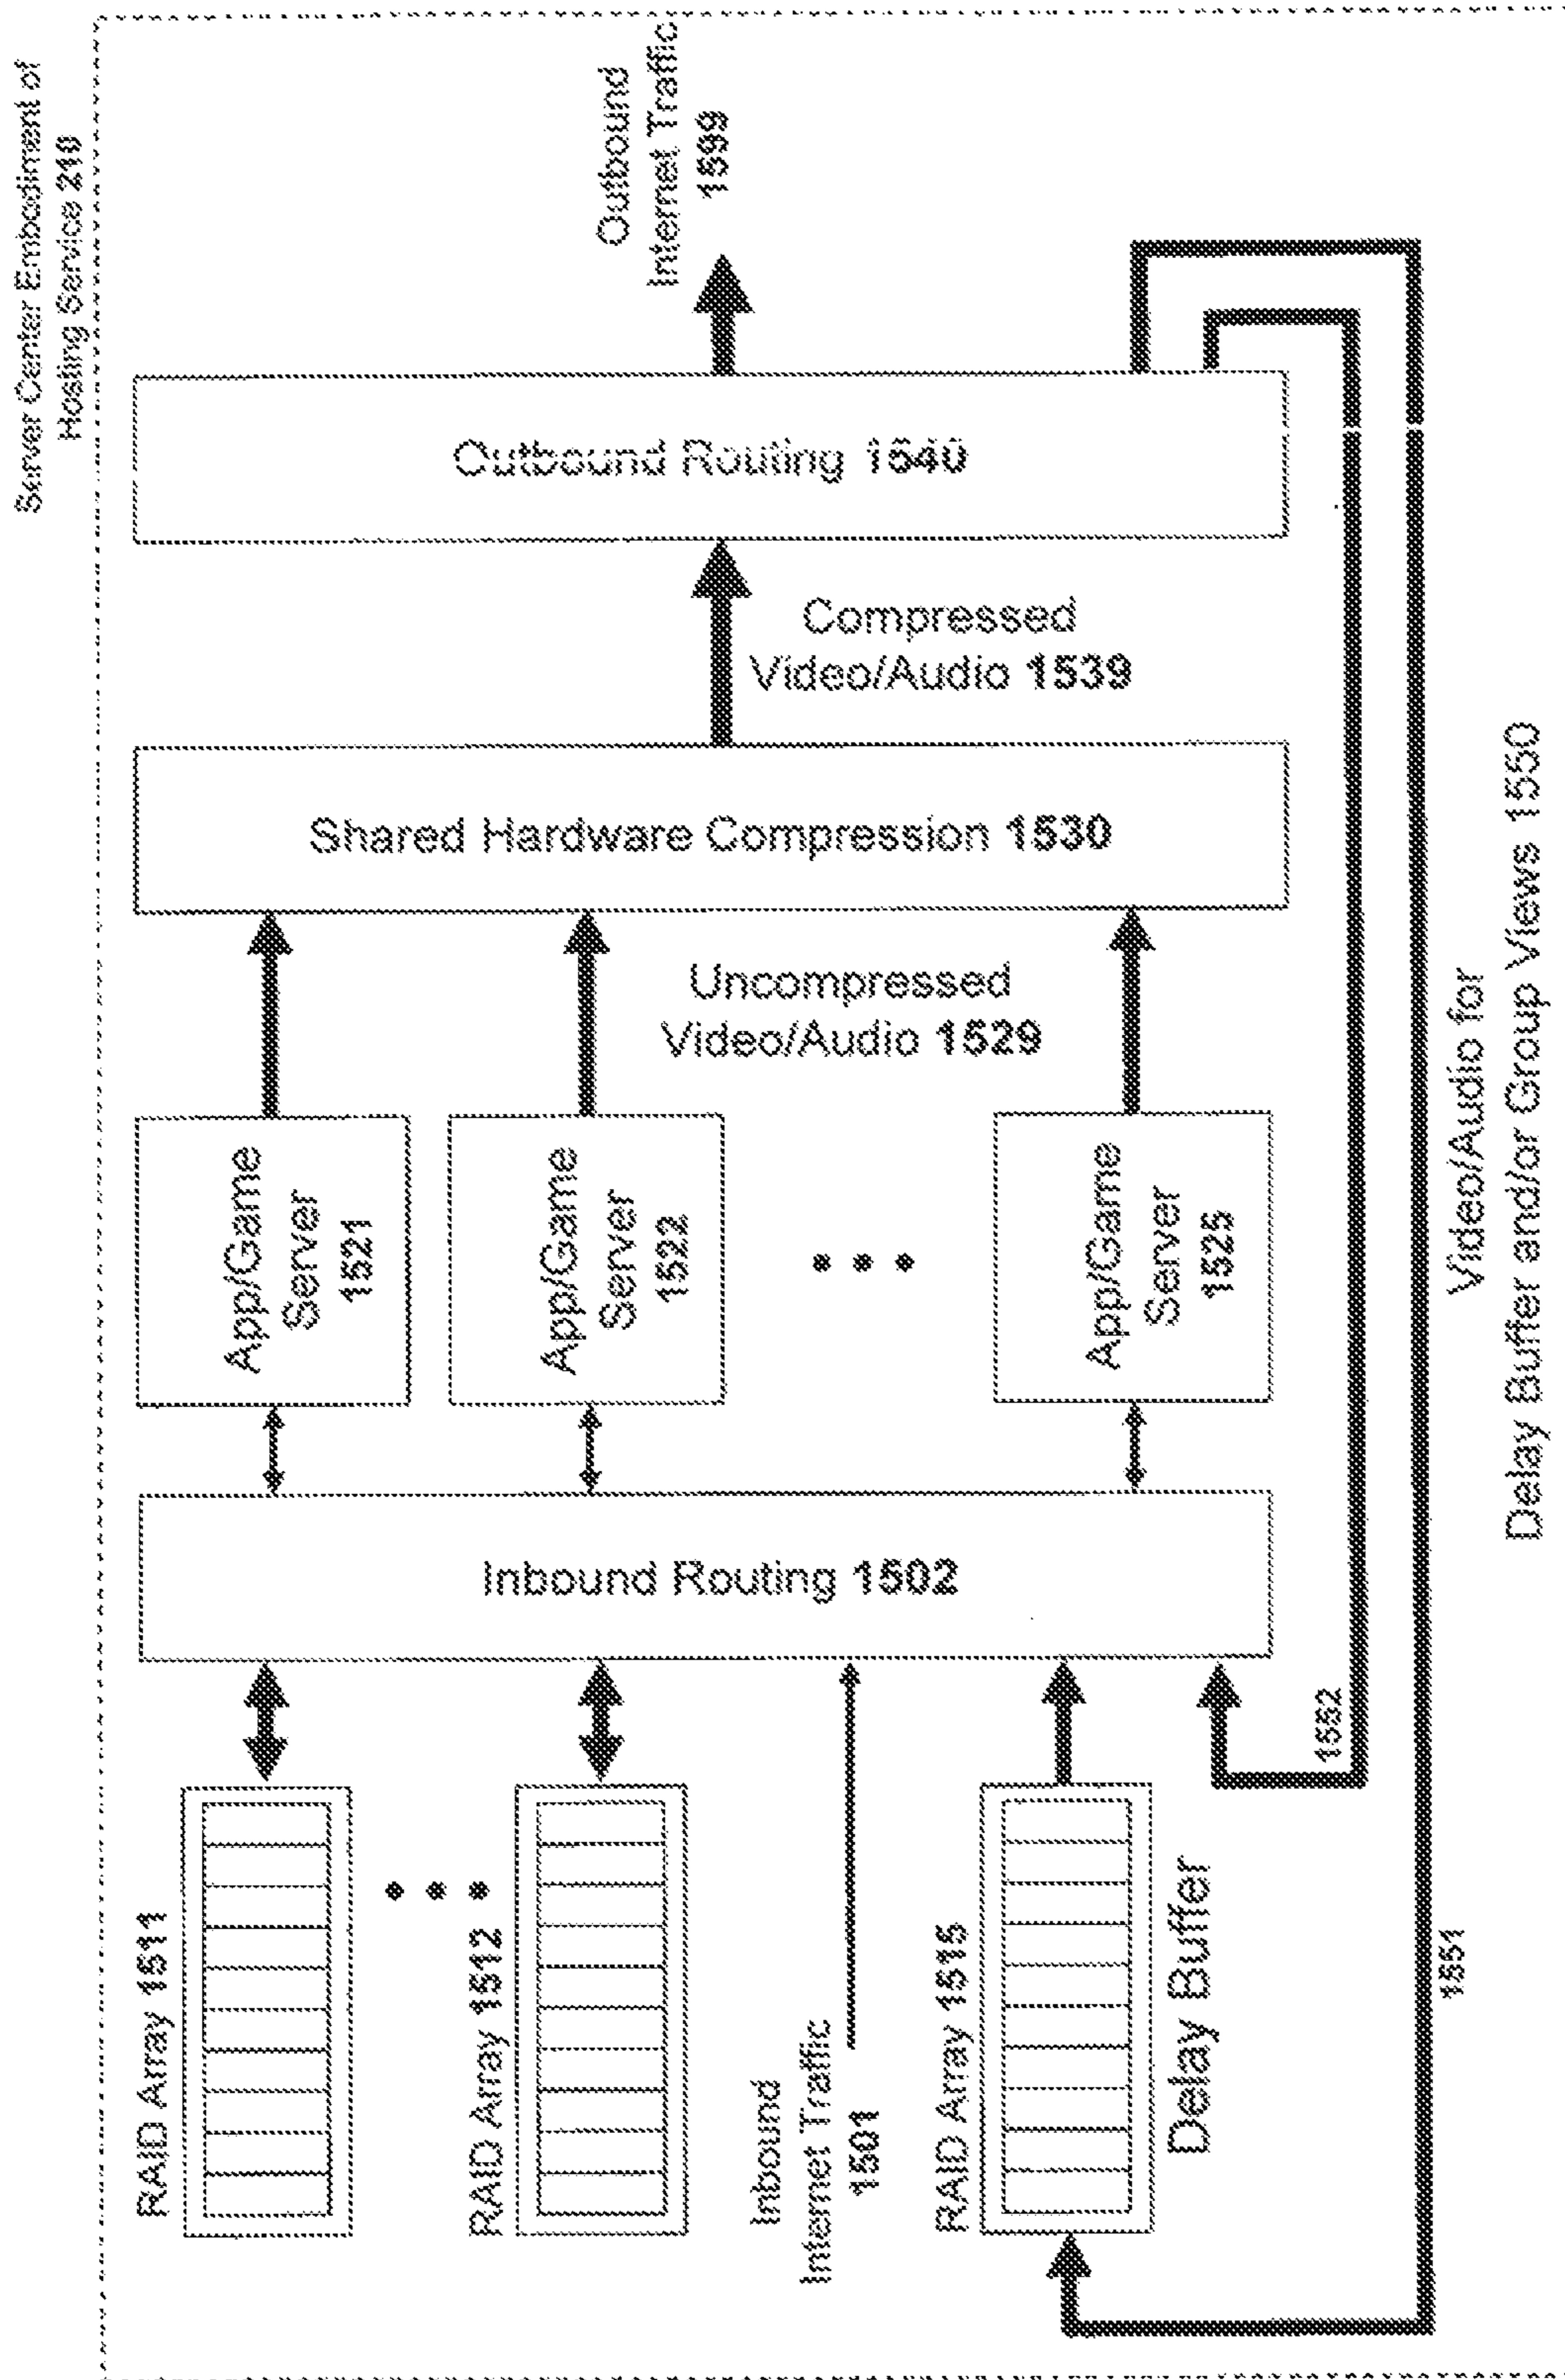 Server Center Embodiment of
Hosting Service 210
RAID Array 1511
RAID Array 1512
Inbound
Internet Traffic
1501
RAID Array 1515
Delay Buffer
Inbound Routing 1502
App/Game
Server
1521
App/Game
Server
1522
App/Game
Server
1525
Uncompressed
Video/Audio 1529
Shared Hardware Compression 1530
Compressed
Video/Audio 1539
Outbound Routing 1540
Outbound
Internet Traffic
1599
1552
1551
Video/Audio for
Delay Buffer and/or Group Views 1550